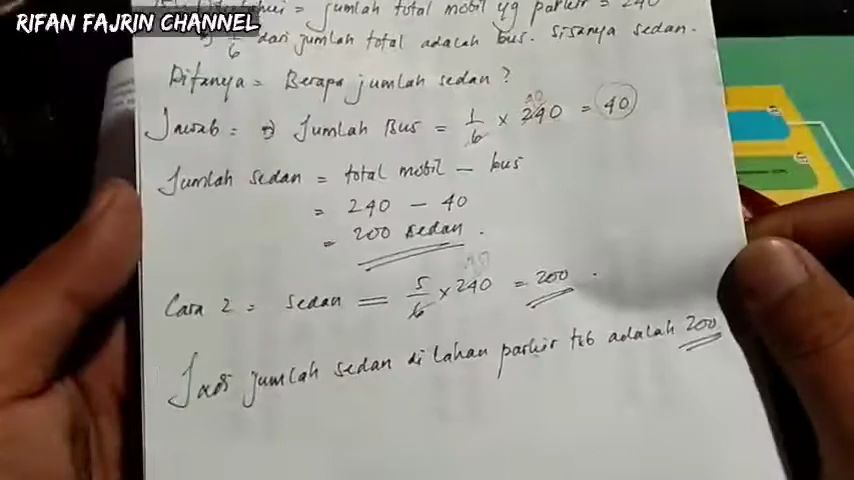 RIFAN FAJRIN CHANNEL
= Jumlah total mobil yg parkir = 240
6 dari jumlah total adalah bus. Sisanya sedan.
Ditanya = Berapa jumlah sedan ?
Jawab = Jumlah Bus = 1/6 × 240 = 40
40
Jumlah sedan = total mobil - bus
= 240 - 40
= 200 sedan.
Cara 2 = sedan = 5/6 × 240 = 200.
40
Jadi jumlah sedan di lahan parkir tsb adalah 200